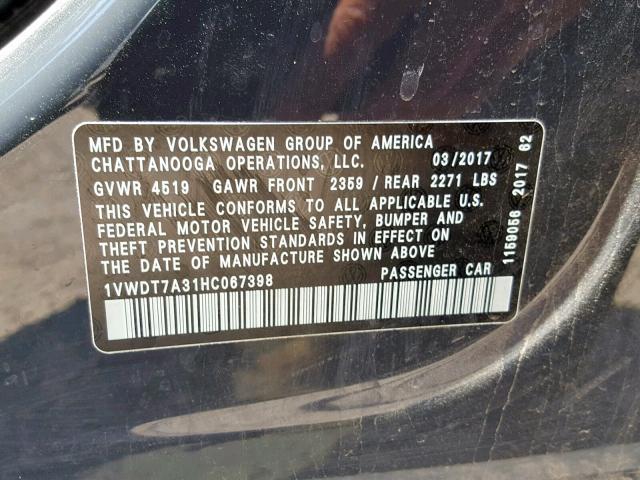 MFD BY VOLKSWAGEN GROUP OF AMERICA
CHATTANOOGA OPERATIONS, LLC. 03/2017
GVWR 4519 GAWR FRONT 2359 / REAR 2271 LBS
THIS VEHICLE CONFORMS TO ALL APPLICABLE U.S.
FEDERAL MOTOR VEHICLE SAFETY, BUMPER AND
THEFT PREVENTION STANDARDS IN EFFECT ON
THE DATE OF MANUFACTURE SHOWN ABOVE
1VWDT7A31HC067398 PASSENGER CAR
1159056 2017 62